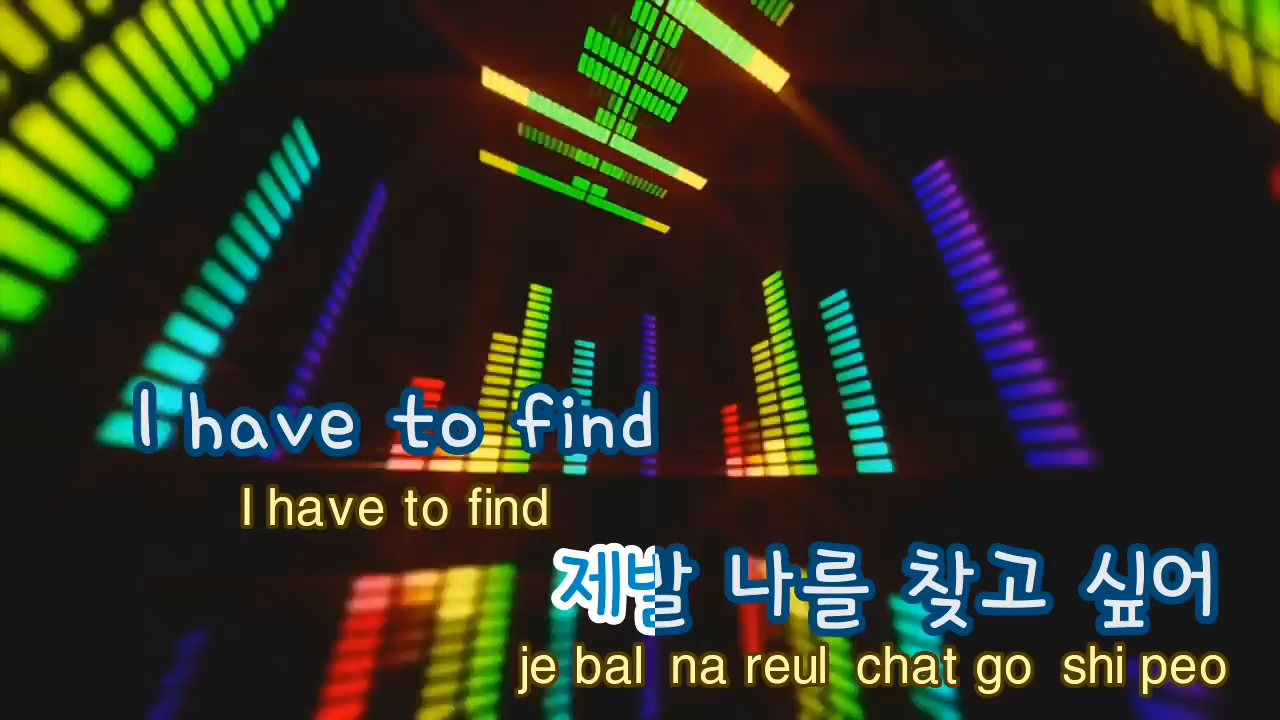 I have to find
I have to find
제발 나를 찾고 싶어
je bal na reul chat go shi peo